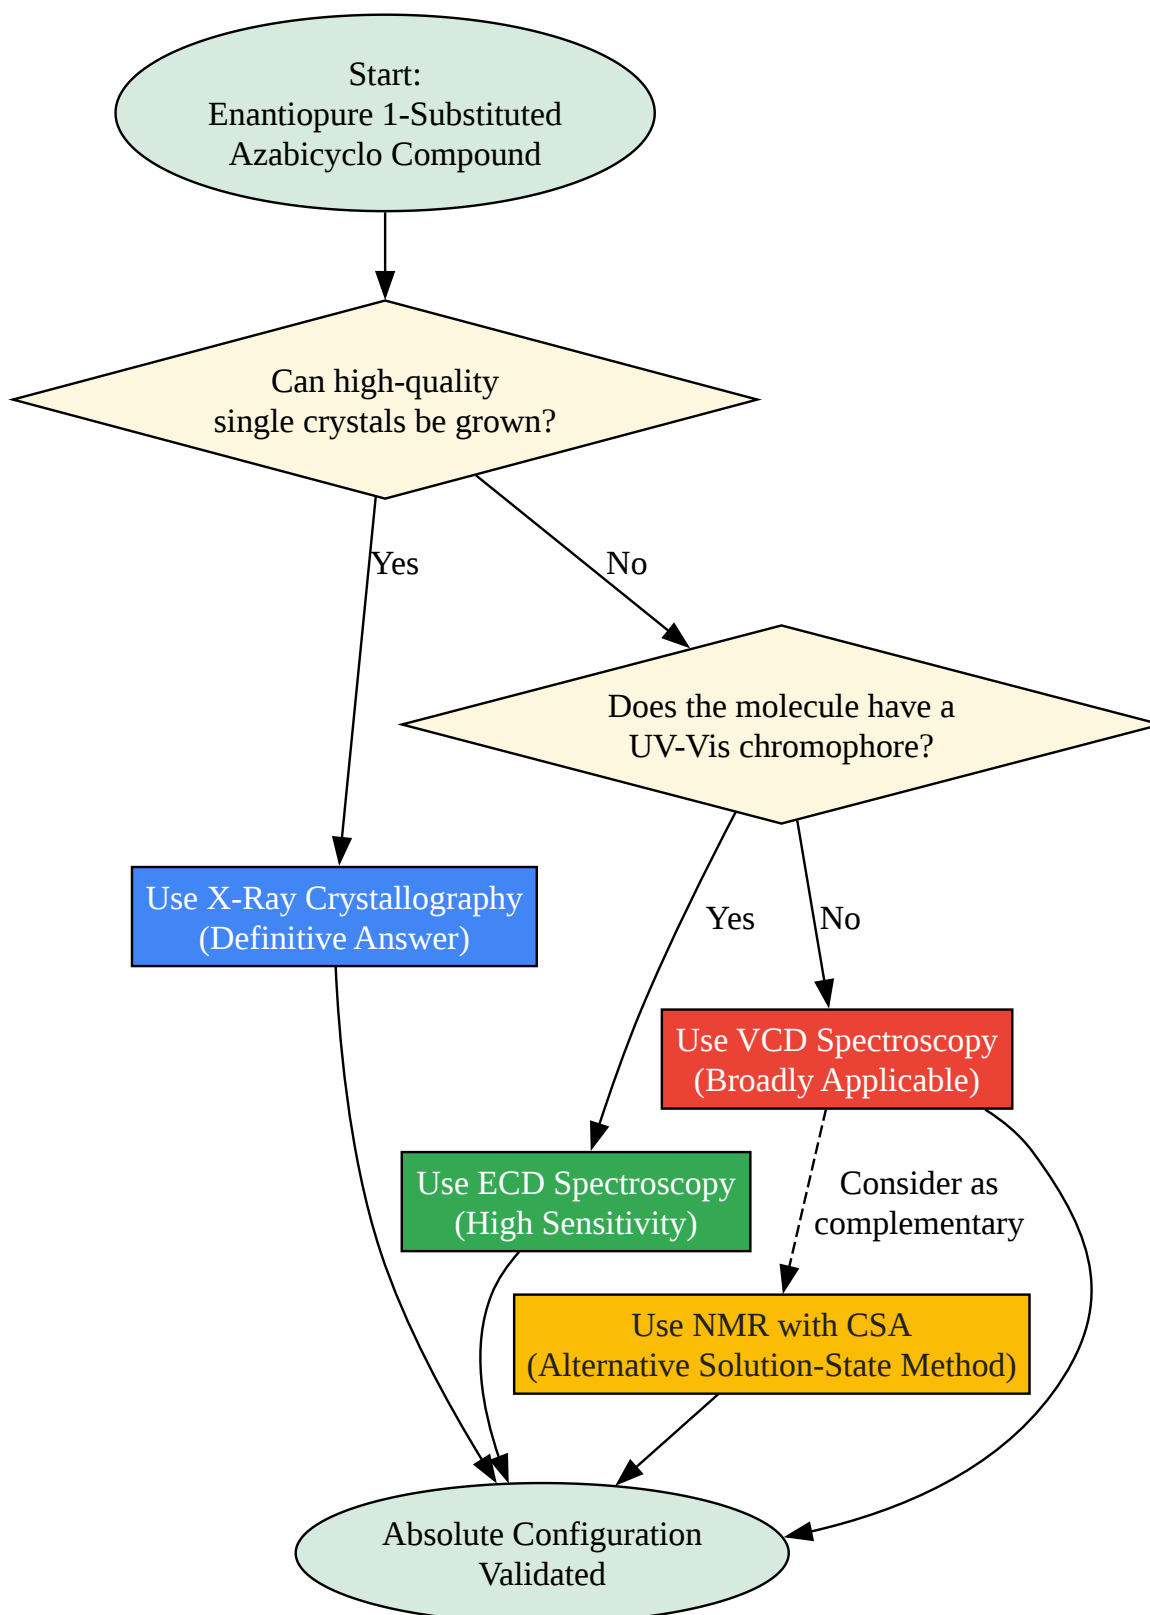 Start:
Enantiopure 1-Substituted
Azabicyclo Compound
Can high-quality
single crystals be grown?
Yes
No
Does the molecule have a
UV-Vis chromophore?
Use X-Ray Crystallography
(Definitive Answer)
Yes
No
Use VCD Spectroscopy
(Broadly Applicable)
Use ECD Spectroscopy
(High Sensitivity)
Consider as
complementary
Use NMR with CSA
(Alternative Solution-State Method)
Absolute Configuration
Validated